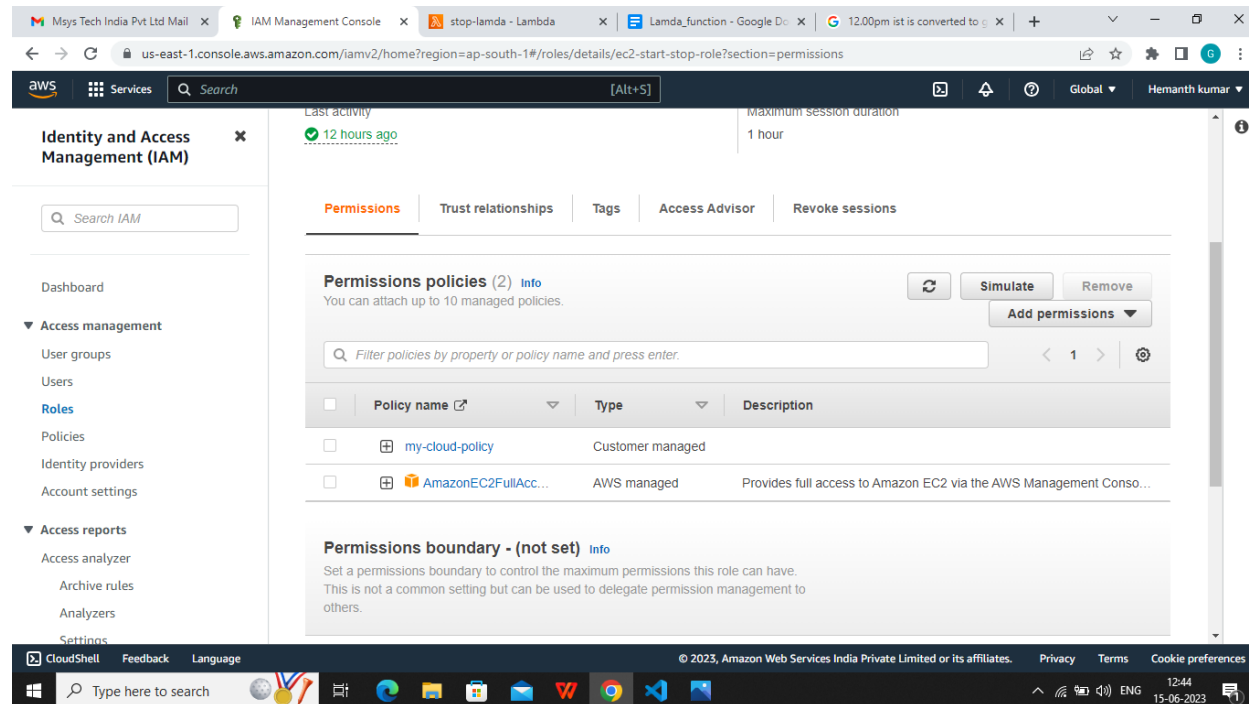 Msys Tech India Pvt Ltd Mail
IAM Management Console
stop-lamda - Lambda
Lamda_function - Google Do
12.00pm ist is converted to g
us-east-1.console.aws.amazon.com/iamv2/home?region=ap-south-1#/roles/details/ec2-start-stop-role?section=permissions
G
aws
Services
Search
[Alt+S]
Global
Hemanth kumar
Identity and Access
Management (IAM)
Search IAM
Dashboard
Access management
User groups
Users
Roles
Policies
Identity providers
Account settings
Access reports
Access analyzer
Archive rules
Analyzers
Settings
Last activity
Maximum session duration
12 hours ago
1 hour
Permissions
Trust relationships
Tags
Access Advisor
Revoke sessions
Permissions policies (2) Info
You can attach up to 10 managed policies.
Simulate
Remove
Add permissions
Filter policies by property or policy name and press enter.
1
Policy name
Type
Description
my-cloud-policy
Customer managed
AmazonEC2FullAcc...
AWS managed
Provides full access to Amazon EC2 via the AWS Management Conso...
Permissions boundary - (not set) Info
Set a permissions boundary to control the maximum permissions this role can have.
This is not a common setting but can be used to delegate permission management to
others.
CloudShell
Feedback
Language
© 2023, Amazon Web Services India Private Limited or its affiliates.
Privacy
Terms
Cookie preferences
Type here to search
ENG
12:44
15-06-2023
1